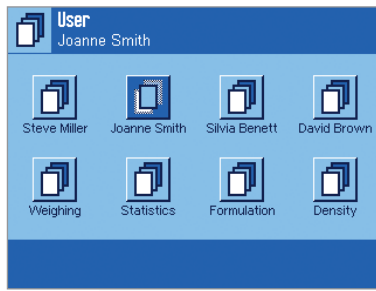 User
Joanne Smith
Steve Miller Joanne Smith Silvia Benett David Brown
Weighing Statistics Formulation Density